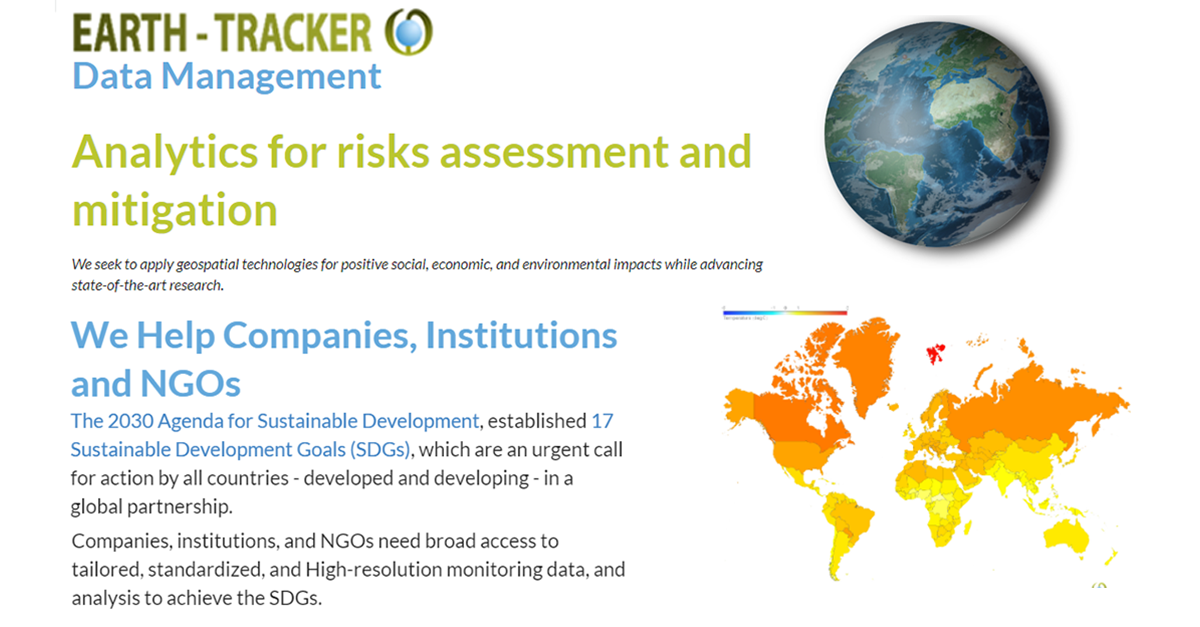 EARTH - TRACKER
Data Management
Analytics for risks assessment and
mitigation
We seek to apply geospatial technologies for positive social, economic, and environmental impacts while advancing
state-of-the-art research.
We Help Companies, Institutions
and NGOs
The 2030 Agenda for Sustainable Development, established 17
Sustainable Development Goals (SDGs), which are an urgent call
for action by all countries - developed and developing - in a
global partnership.
Companies, institutions, and NGOs need broad access to
tailored, standardized, and High-resolution monitoring data, and
analysis to achieve the SDGs.